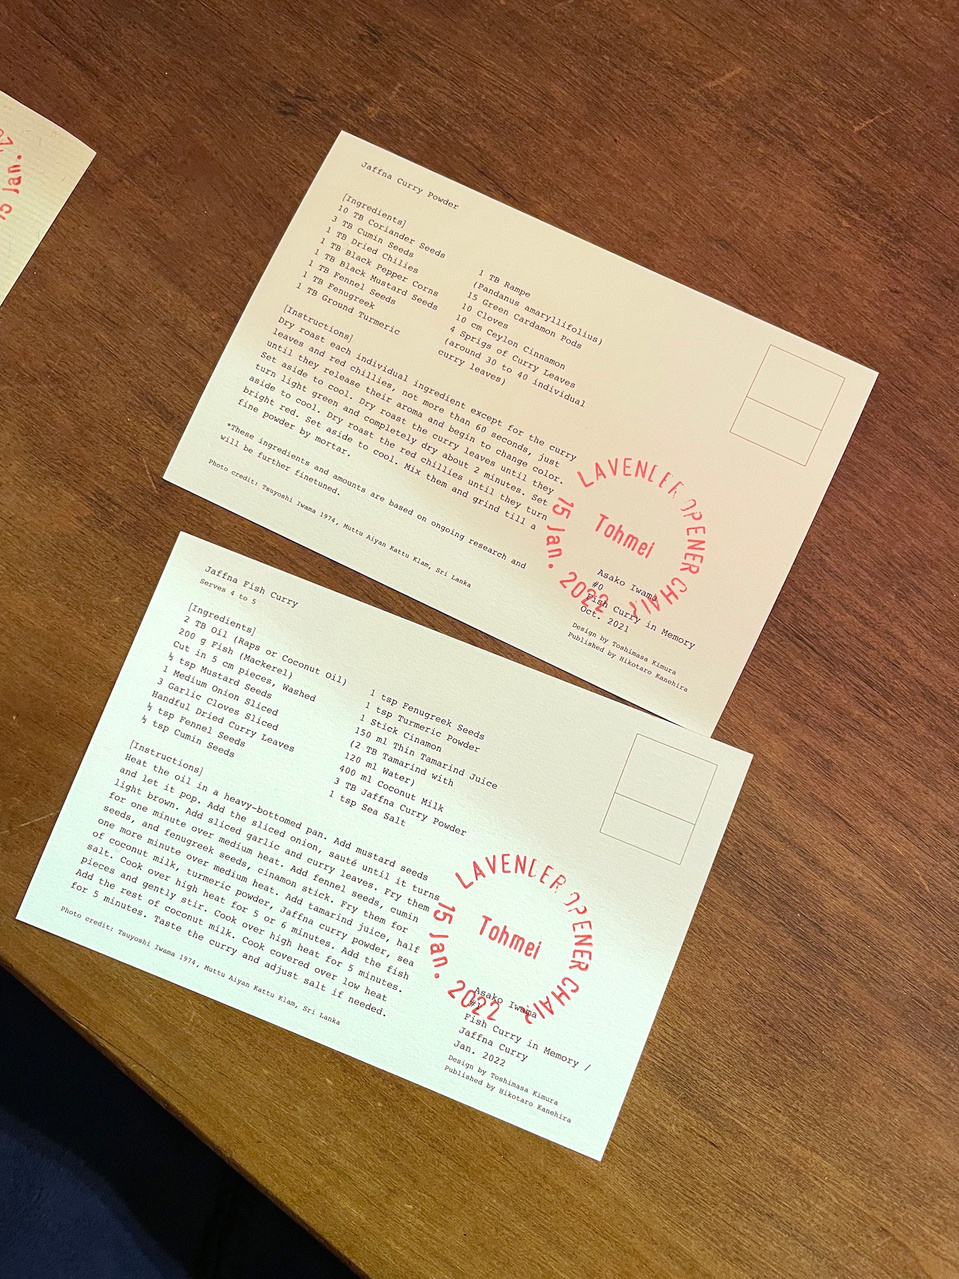 15 Jan.
Jaffna Curry Powder
[Ingredients]
10 TB Coriander Seeds
3 TB Cumin Seeds
1 TB Dried Chilies
1 TB Black Pepper Corns
1 TB Black Mustard Seeds
1 TB Fennel Seeds
1 TB Fenugreek
1 TB Ground Turmeric
1 TB Rampe
(Pandanus amaryllifolius)
15 Green Cardamon Pods
10 Cloves
10 cm Ceylon Cinnamon
4 Sprigs of Curry Leaves
(around 30 to 40 individual
curry leaves)
[Instructions]
Dry roast each individual ingredient except for the curry
leaves and red chillies, not more than 60 seconds, just
until they release their aroma and begin to change color.
Set aside to cool. Dry roast the curry leaves until they
turn light green and completely dry about 2 minutes. Set
aside to cool. Dry roast the red chillies until they turn
bright red. Set aside to cool. Mix them and grind till a
fine powder by mortar.
*These ingredients and amounts are based on ongoing research and
will be further finetuned.
Photo credit: Tsuyoshi Iwama 1974, Muttu Aiyan Kattu Klam, Sri Lanka
LAVENDER OPENER CHAIR
Tohmei
15 Jan. 2022
Asako Iwama
#0
Fish Curry in Memory
Oct. 2021
Design by Toshimasa Kimura
Published by Hikotaro Kanehira
Jaffna Fish Curry
Serves 4 to 5
[Ingredients]
2 TB Oil (Raps or Coconut Oil)
200 g Fish (Mackerel)
Cut in 5 cm pieces, Washed
½ tsp Mustard Seeds
1 Medium Onion Sliced
3 Garlic Cloves Sliced
Handful Dried Curry Leaves
½ tsp Fennel Seeds
½ tsp Cumin Seeds
1 tsp Fenugreek Seeds
1 tsp Turmeric Powder
1 Stick Cinamon
150 ml Thin Tamarind Juice
(2 TB Tamarind with
120 ml Water)
400 ml Coconut Milk
3 TB Jaffna Curry Powder
1 tsp Sea Salt
[Instructions]
Heat the oil in a heavy-bottomed pan. Add mustard seeds
and let it pop. Add the sliced onion, sauté until it turns
light brown. Add sliced garlic and curry leaves. Fry them
for one minute over medium heat. Add fennel seeds, cumin
seeds, and fenugreek seeds, cinamon stick. Fry them for
one more minute over medium heat. Add tamarind juice, half
of coconut milk, turmeric powder, Jaffna curry powder, sea
salt. Cook over high heat for 5 or 6 minutes. Add the fish
pieces and gently stir. Cook over high heat for 5 minutes.
Add the rest of coconut milk. Cook covered over low heat
for 5 minutes. Taste the curry and adjust salt if needed.
Photo credit: Tsuyoshi Iwama 1974, Muttu Aiyan Kattu Klam, Sri Lanka
LAVENDER OPENER CHAIR
Tohmei
15 Jan. 2022
Asako Iwama
Fish Curry in Memory /
Jaffna Curry
Jan. 2022
Design by Toshimasa Kimura
Published by Hikotaro Kanehira